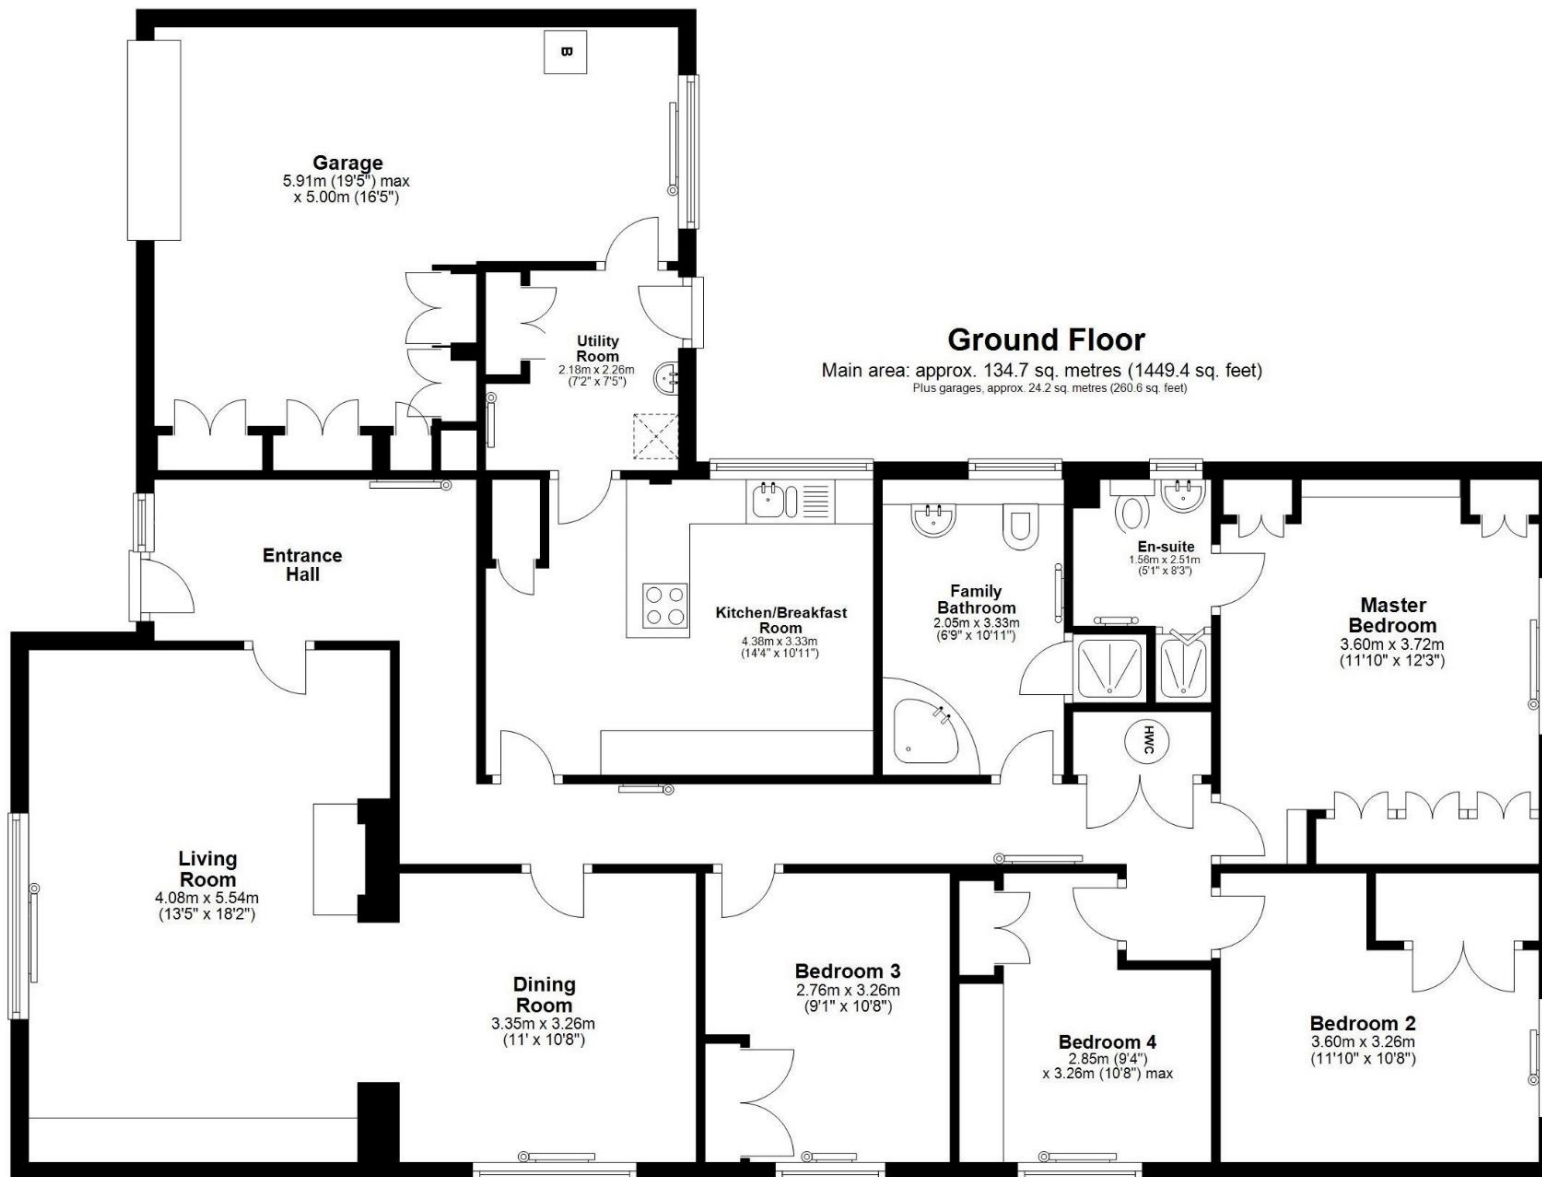 B
Garage
5.91m (19'5") max
x 5.00m (16'5")
Utility
Room
2.18m x 2.26m
(7'2" x 7'5")
Ground Floor
Main area: approx. 134.7 sq. metres (1449.4 sq. feet)
Plus garages, approx. 24.2 sq. metres (260.6 sq. feet)
Entrance
Hall
Kitchen/Breakfast
Room
4.38m x 3.33m
(14'4" x 10'11")
Family
Bathroom
2.05m x 3.33m
(6'9" x 10'11")
En-suite
1.56m x 2.51m
(5'1" x 8'3")
Master
Bedroom
3.60m x 3.72m
(11'10" x 12'3")
HWC
Living
Room
4.08m x 5.54m
(13'5" x 18'2")
Dining
Room
3.35m x 3.26m
(11' x 10'8")
Bedroom 3
2.76m x 3.26m
(9'1" x 10'8")
Bedroom 4
2.85m (9'4")
x 3.26m (10'8") max
Bedroom 2
3.60m x 3.26m
(11'10" x 10'8")